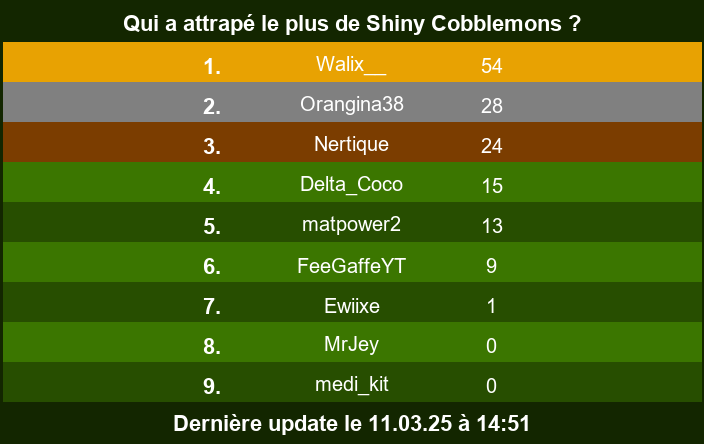 Qui a attrapé le plus de Shiny Cobblemons ?
1. Walix__ 54
2. Orangina38 28
3. Nertique 24
4. Delta_Coco 15
5. matpower2 13
6. FeeGaffeYT 9
7. Ewiixe 1
8. MrJey 0
9. medi_kit 0
Dernière update le 11.03.25 à 14:51